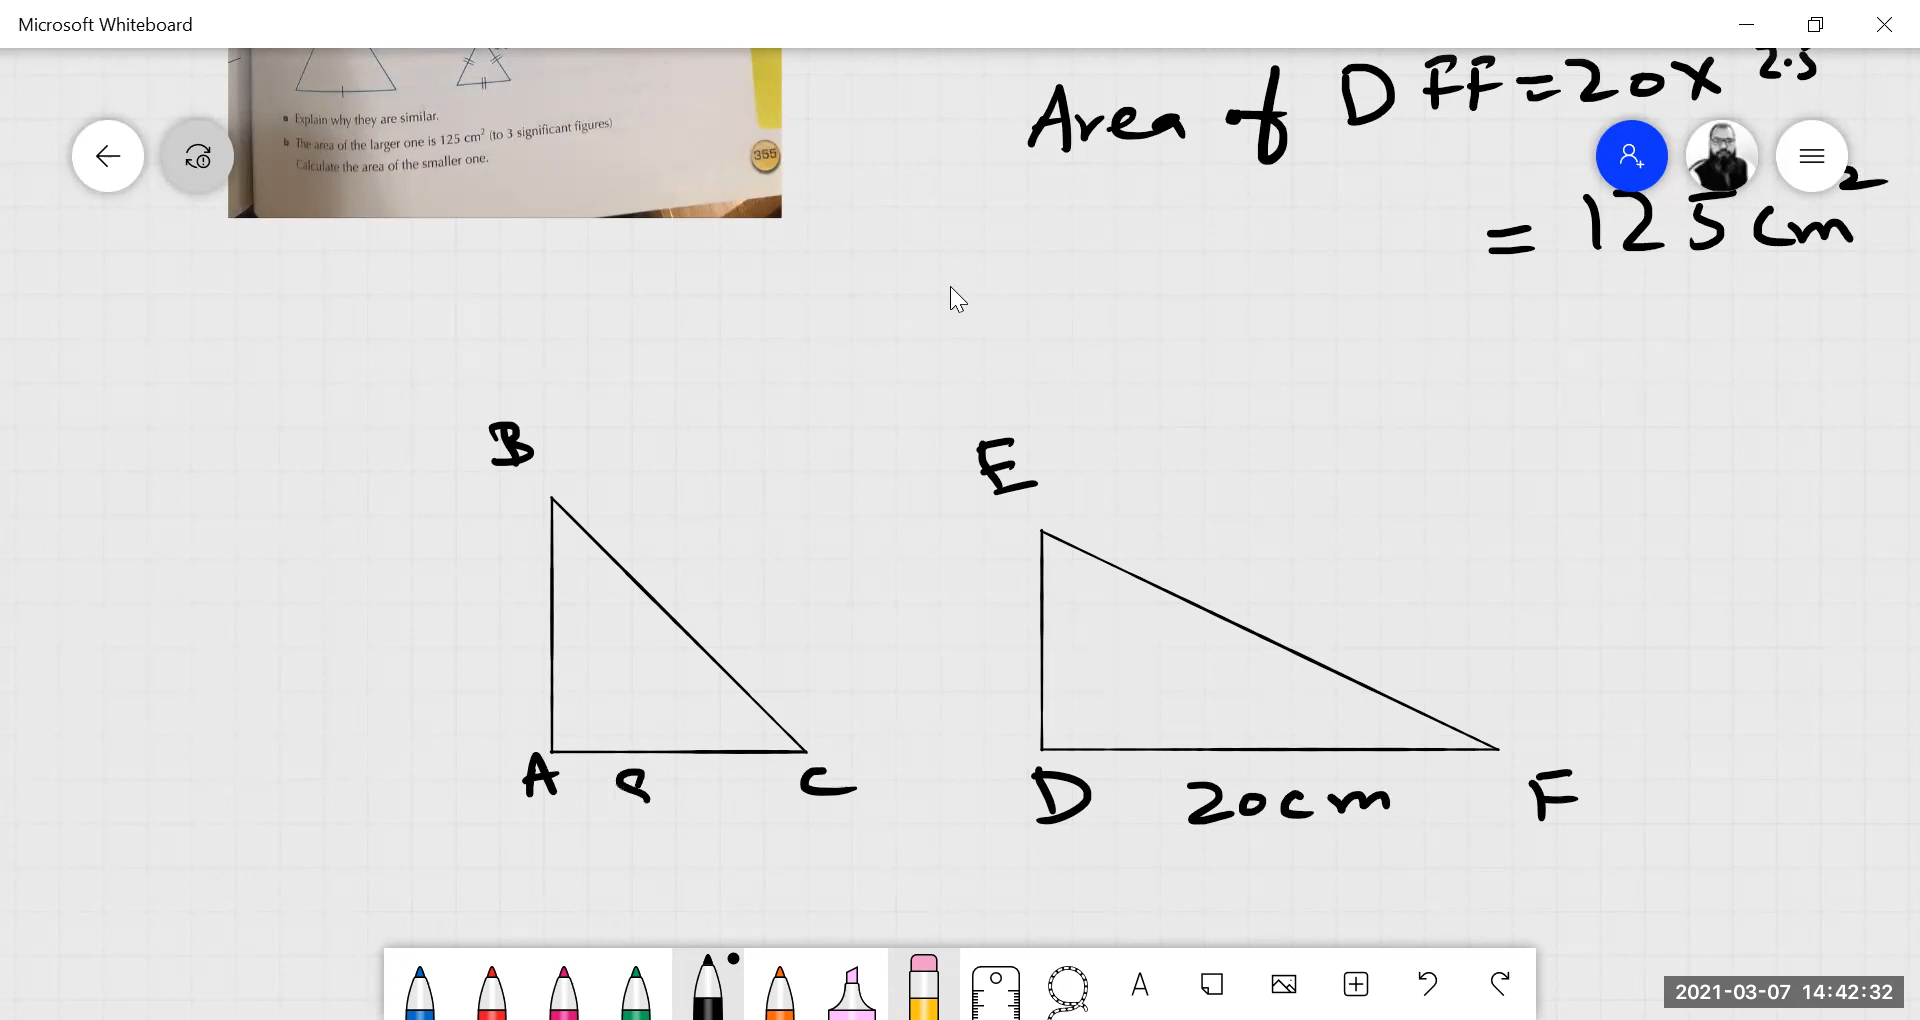 Microsoft Whiteboard
a Explain why they are similar.
b The area of the larger one is 125 cm² (to 3 significant figures)
Calculate the area of the smaller one.
355
Area of DFF = 20 x 2.5
= 125 cm²
B
E
A 8 C
D 20cm F
A
2021-03-07 14:42:32